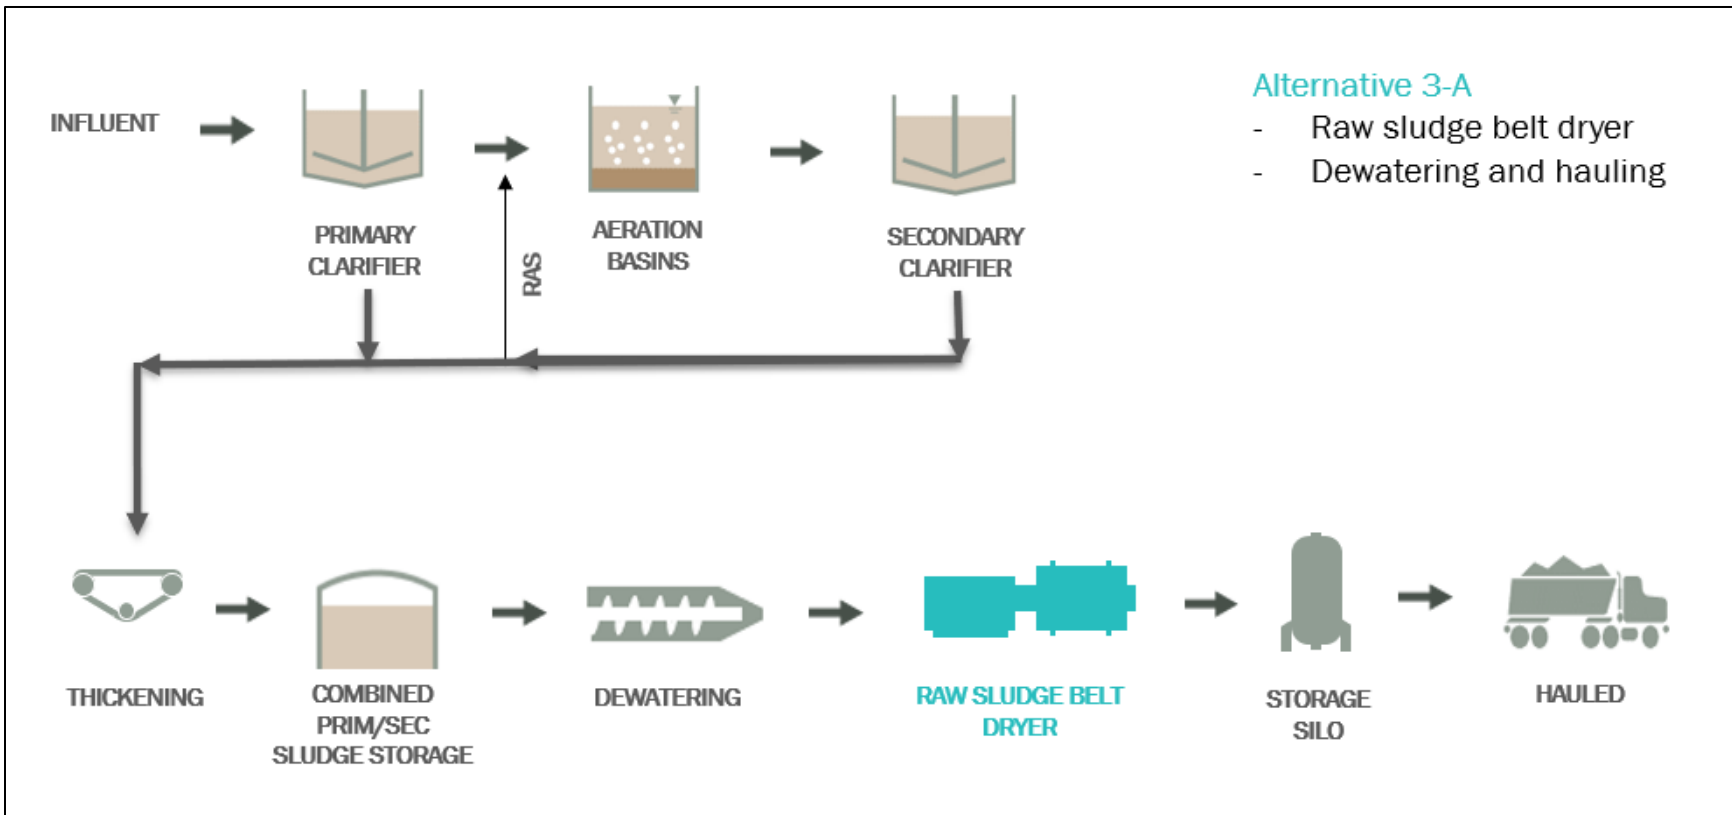 Alternative 3-A
- Raw sludge belt dryer
- Dewatering and hauling
INFLUENT
PRIMARY
CLARIFIER
RAS
AERATION
BASINS
SECONDARY
CLARIFIER
THICKENING
COMBINED
PRIM/SEC
SLUDGE STORAGE
DEWATERING
RAW SLUDGE BELT
DRYER
STORAGE
SILO
HAULED